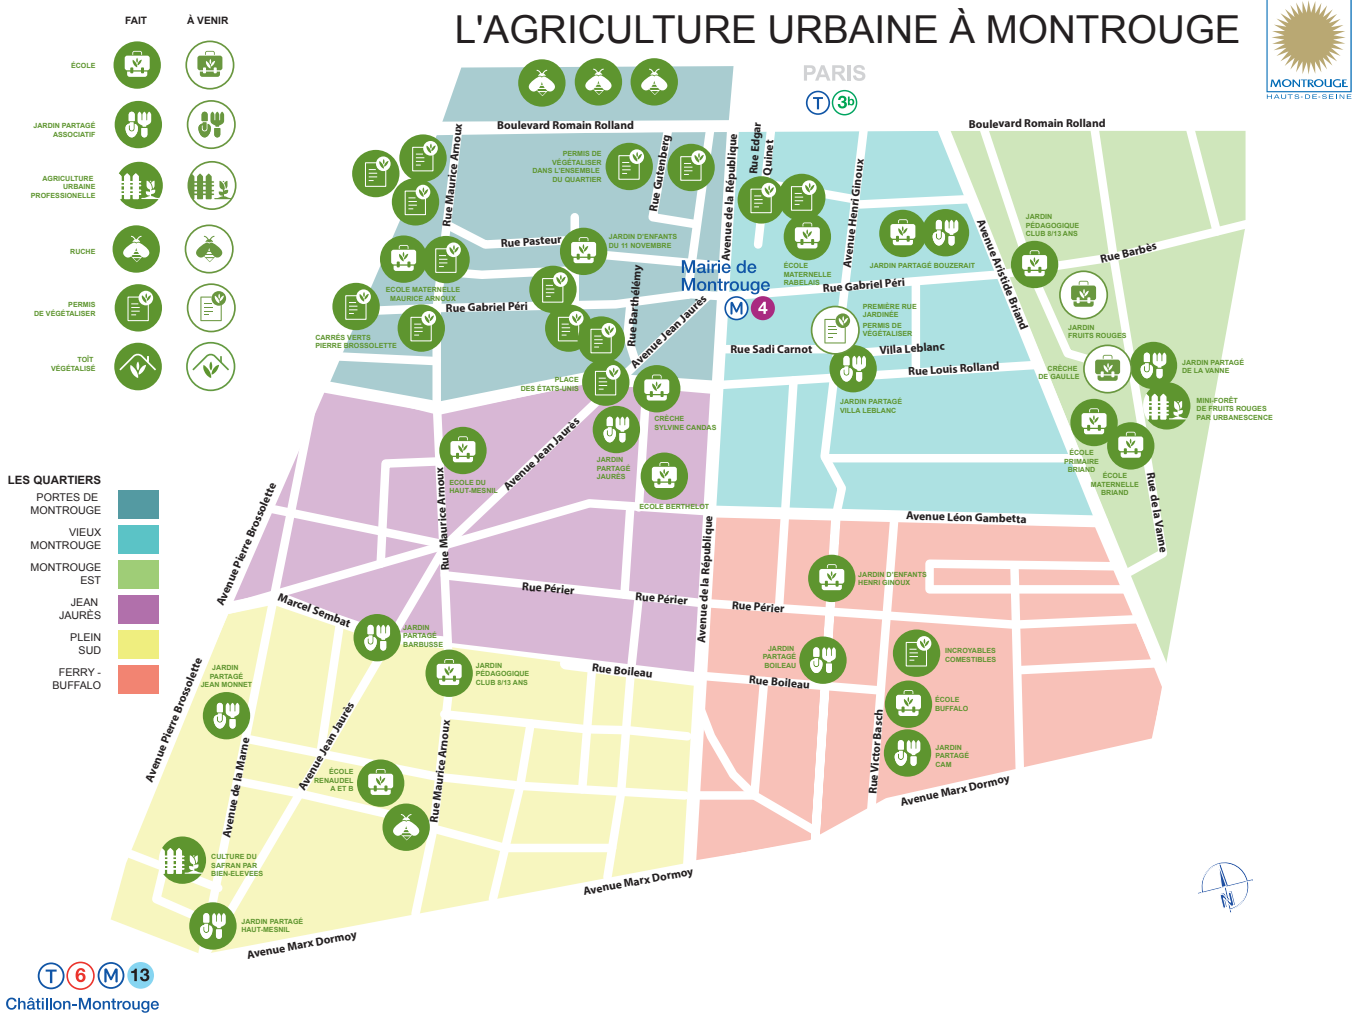 L'AGRICULTURE URBAINE À MONTROUGE
MONTROUGE
HAUTS-DE-SEINE
FAIT
À VENIR
ÉCOLE
JARDIN PARTAGÉ
ASSOCIATIF
AGRICULTURE
URBAINE
PROFESSIONELLE
RUCHE
PERMIS
DE VÉGÉTALISER
TOÎT
VÉGÉTALISÉ
LES QUARTIERS
PORTES DE
MONTROUGE
VIEUX
MONTROUGE
MONTROUGE
EST
JEAN
JAURÈS
PLEIN
SUD
FERRY -
BUFFALO
PARIS
T 3b
Boulevard Romain Rolland
Boulevard Romain Rolland
Rue Maurice Arnoux
PERMIS DE
VÉGÉTALISER
DANS L'ENSEMBLE
DU QUARTIER
Rue Gutenberg
Avenue de la République
Rue Edgar
Quinet
Avenue Henri Ginoux
Rue Pasteur
JARDIN D'ENFANTS
DU 11 NOVEMBRE
ECOLE MATERNELLE
MAURICE ARNOUX
Rue Gabriel Péri
CARRÉS VERTS
PIERRE BROSSOLETTE
Rue Barthélémy
Avenue Jean Jaurès
Mairie de
Montrouge
M 4
ÉCOLE
MATERNELLE
RABELAIS
JARDIN PARTAGÉ BOUZERAIT
Rue Gabriel Péri
Avenue Aristide Briand
JARDIN
PÉDAGOGIQUE
CLUB 8/13 ANS
Rue Barbès
JARDIN
FRUITS ROUGES
PREMIÈRE RUE
JARDINÉE
PERMIS DE
VÉGÉTALISER
Rue Sadi Carnot
Villa Leblanc
Rue Louis Rolland
JARDIN PARTAGÉ
VILLA LEBLANC
CRÈCHE
DE GAULLE
JARDIN PARTAGÉ
DE LA VANNE
MINI-FORÊT
DE FRUITS ROUGES
PAR URBANESCENCE
ÉCOLE
PRIMAIRE
BRIAND
ÉCOLE
MATERNELLE
BRIAND
Rue de la Vanne
PLACE
DES ÉTATS-UNIS
CRÈCHE
SYLVINE CANDAS
JARDIN
PARTAGÉ
JAURÈS
Avenue Jean Jaurès
ECOLE DU
HAUT-MESNIL
ECOLE BERTHELOT
Avenue Pierre Brossolette
Rue Maurice Arnoux
Avenue de la République
Avenue Léon Gambetta
Rue Périer
Rue Périer
Rue Périer
JARDIN D'ENFANTS
HENRI GINOUX
Marcel Sembat
JARDIN
PARTAGÉ
BARBUSSE
JARDIN
PÉDAGOGIQUE
CLUB 8/13 ANS
Rue Boileau
Rue Boileau
JARDIN
PARTAGÉ
BOILEAU
INCROYABLES
COMESTIBLES
ÉCOLE
BUFFALO
JARDIN
PARTAGÉ
CAM
Rue Victor Basch
Avenue Marx Dormoy
Avenue Pierre Brossolette
JARDIN
PARTAGÉ
JEAN MONNET
Avenue de la Marne
Avenue Jean Jaurès
ÉCOLE
RENAUDEL
A ET B
Rue Maurice Arnoux
CULTURE DU
SAFRAN PAR
BIEN-ELEVEES
JARDIN PARTAGÉ
HAUT-MESNIL
Avenue Marx Dormoy
Avenue Marx Dormoy
N
T 6 M 13
Châtillon-Montrouge